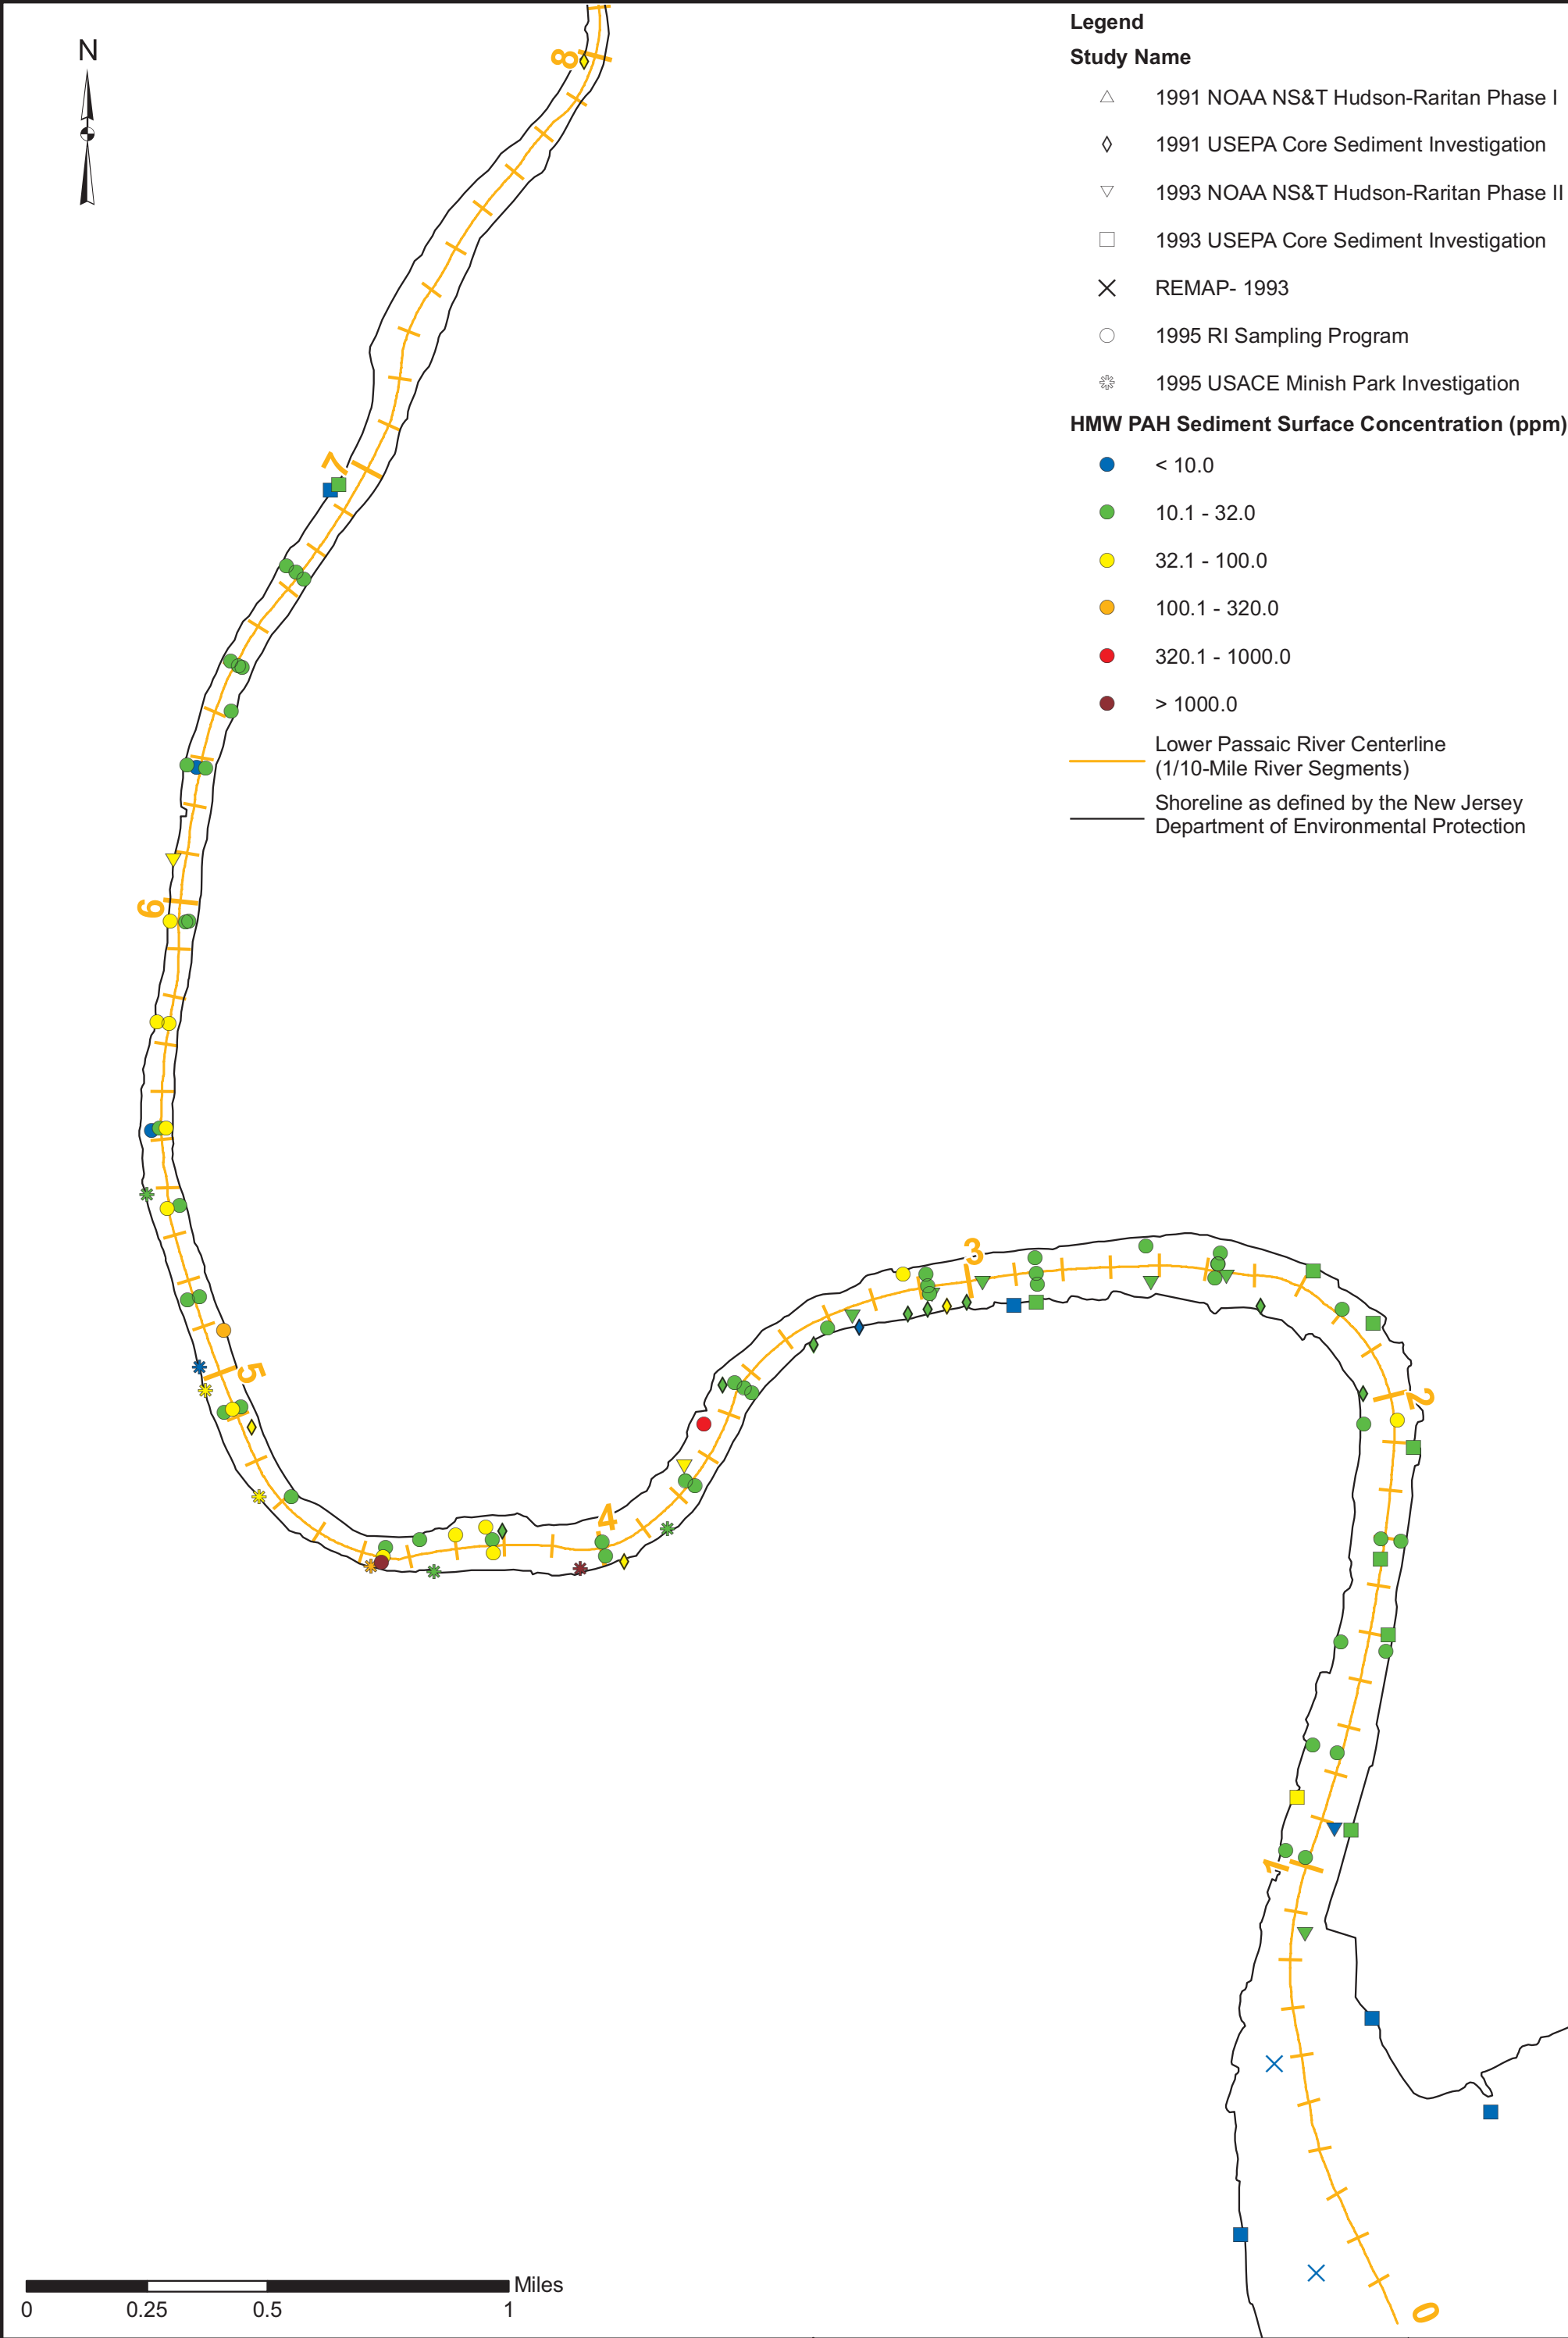 N
Legend
Study Name
1991 NOAA NS&T Hudson-Raritan Phase I
1991 USEPA Core Sediment Investigation
1993 NOAA NS&T Hudson-Raritan Phase II
1993 USEPA Core Sediment Investigation
REMAP- 1993
1995 RI Sampling Program
1995 USACE Minish Park Investigation
HMW PAH Sediment Surface Concentration (ppm)
< 10.0
10.1 - 32.0
32.1 - 100.0
100.1 - 320.0
320.1 - 1000.0
> 1000.0
Lower Passaic River Centerline
(1/10-Mile River Segments)
Shoreline as defined by the New Jersey
Department of Environmental Protection
8
7
6
5
4
3
2
1
0
Miles
0 0.25 0.5 1